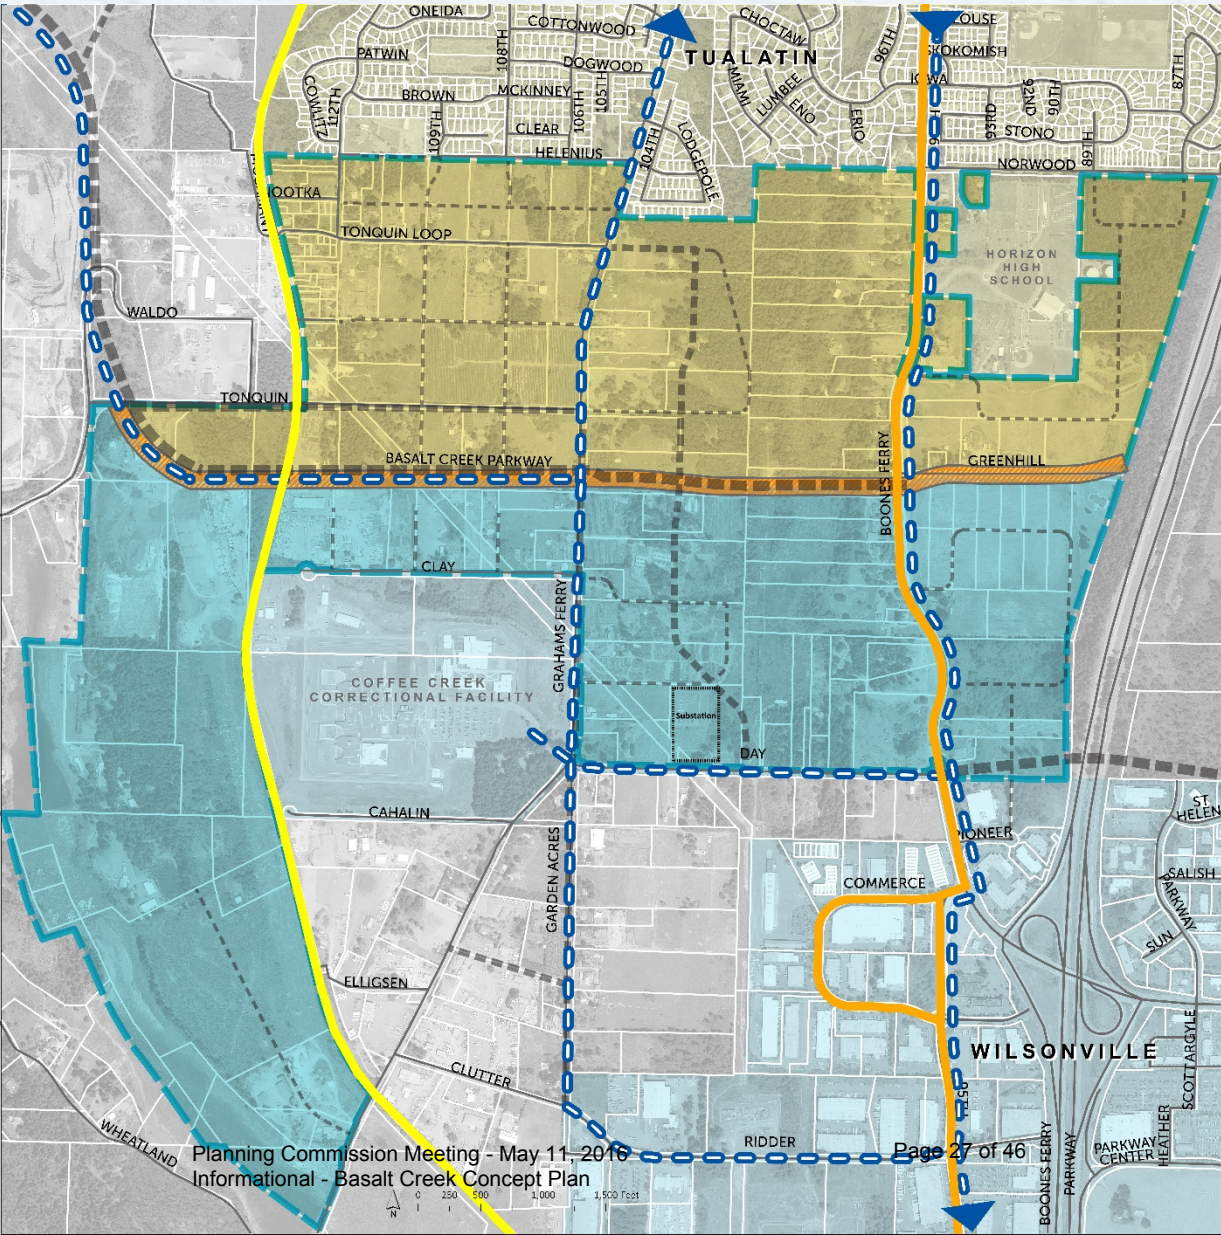 ONEIDA
COTTONWOOD
CHOCTAW
96TH
SKOKOMISH
TUALATIN
PATWIN
108TH
DOGWOOD
105TH
106TH
MCKINNEY
BROWN
COWLITZ
112TH
109TH
CLEAR
HELENIUS
104TH
LODGEPOLE
MIAMI
LUMBEE
ENO
ERIO
IOWA
93RD
92ND
90TH
87TH
STONO
89TH
NORWOOD
TONQUIN LOOP
HORIZON
HIGH
SCHOOL
WALDO
TONQUIN
BASALT CREEK PARKWAY
BOONES FERRY
GREENHILL
CLAY
GRAHAMS FERRY
COFFEE CREEK
CORRECTIONAL FACILITY
Substation
DAY
CAHALIN
GARDEN ACRES
PIONEER
COMMERCE
ST
HELEN
SALISH
PARKWAY
SUN
ELLIGSEN
CLUTTER
WILSONVILLE
95TH
SCOTT ARGYLE
WHEATLAND
RIDDER
BOONES FERRY
PARKWAY
PARKWAY
CENTER
HEATHER
Planning Commission Meeting - May 11, 2016
Page 27 of 46
Informational - Basalt Creek Concept Plan
N
0 250 500 1,000 1,500 Feet